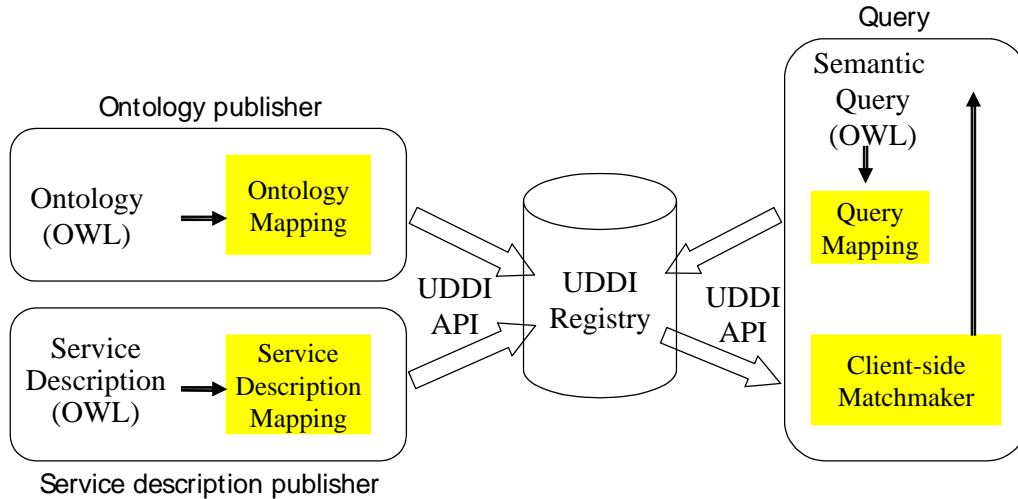 Query
Semantic
Query
(OWL)
Ontology publisher
Ontology
(OWL)
Ontology
Mapping
Query
Mapping
UDDI
API
UDDI
Registry
UDDI
API
Service
Description
(OWL)
Service
Description
Mapping
Client-side
Matchmaker
Service description publisher